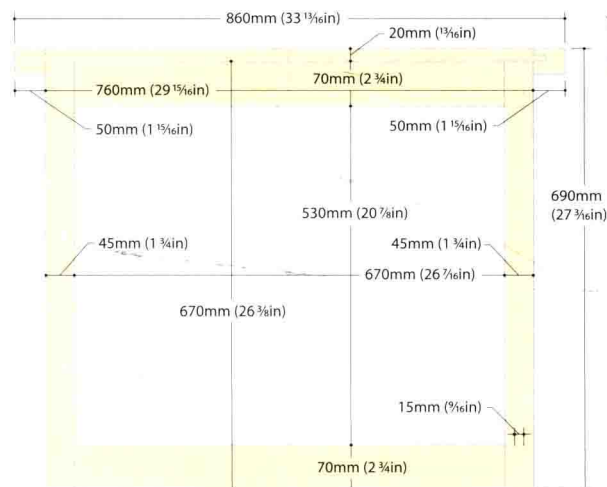 860mm (33 13⁄16in)
20mm (13⁄16in)
70mm (2 3⁄4in)
760mm (29 15⁄16in)
50mm (1 15⁄16in)
50mm (1 15⁄16in)
690mm
(27 3⁄16in)
530mm (20 7⁄8in)
45mm (1 3⁄4in)
45mm (1 3⁄4in)
670mm (26 7⁄16in)
670mm (26 3⁄8in)
15mm (9⁄16in)
70mm (2 3⁄4in)